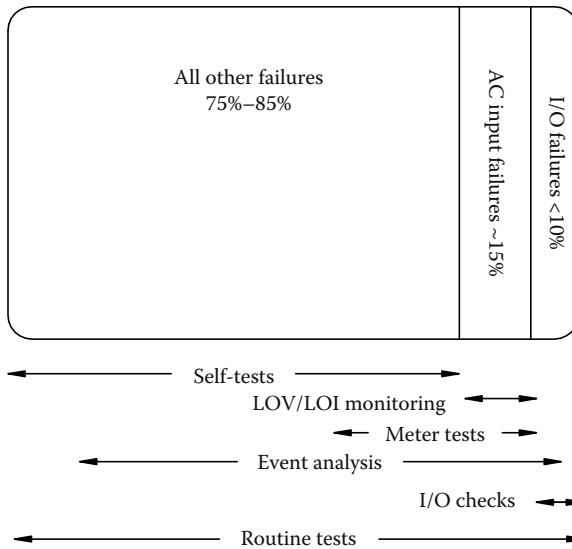 All other failures
75%–85%
AC input failures ~15%
I/O failures <10%
Self-tests
LOV/LOI monitoring
Meter tests
Event analysis
I/O checks
Routine tests